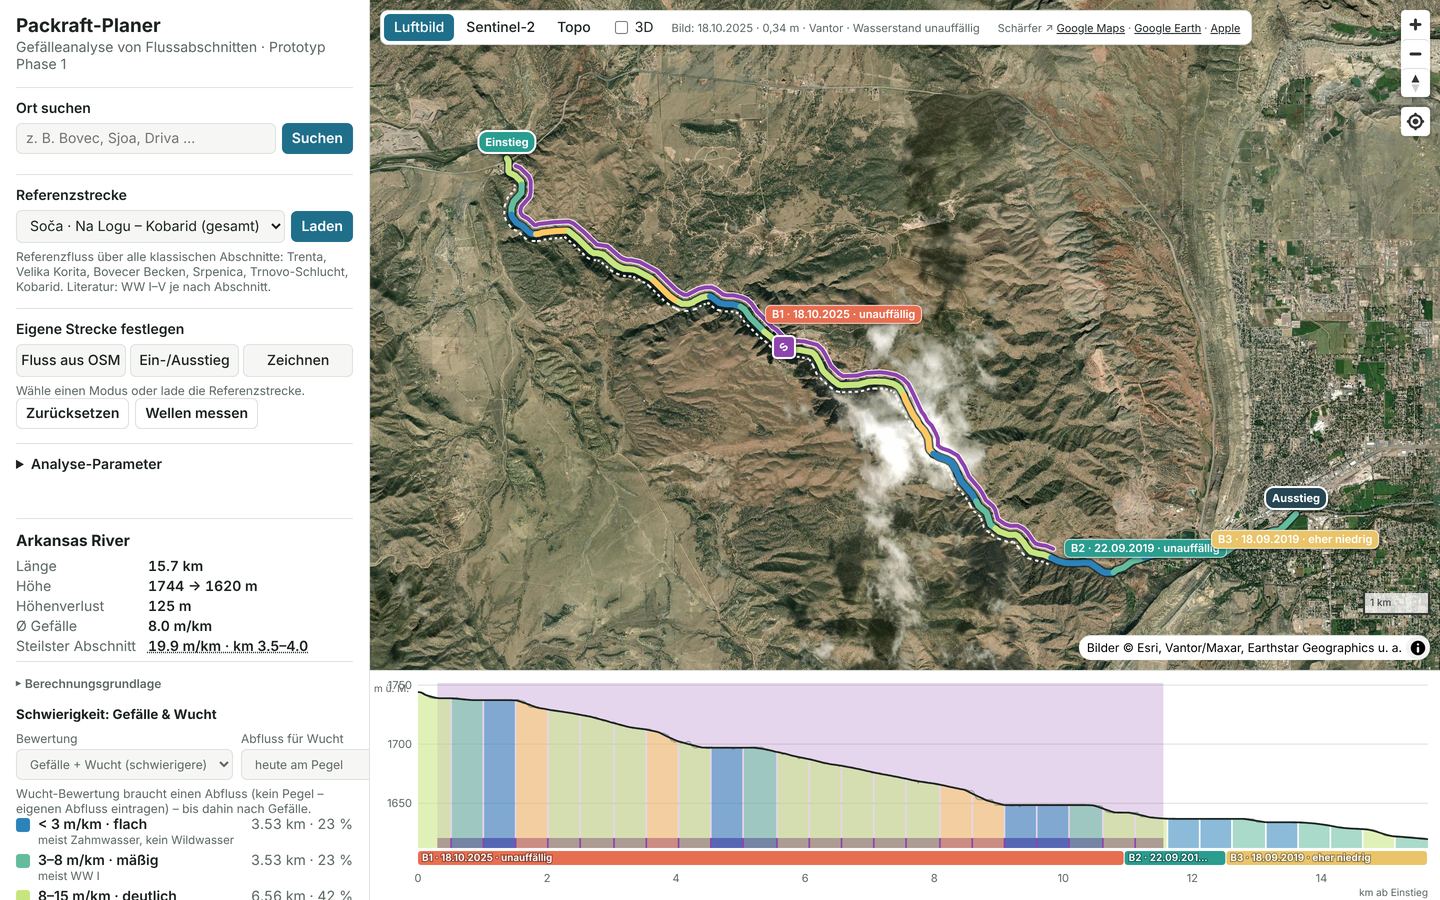 Packraft-Planer
Gefälleanalyse von Flussabschnitten · Prototyp
Phase 1
Ort suchen
z. B. Bovec, Sjoa, Driva ...
Suchen
Referenzstrecke
Soča · Na Logu – Kobarid (gesamt)
Laden
Referenzfluss über alle klassischen Abschnitte: Trenta,
Velika Korita, Bovecer Becken, Srpenica, Trnovo-Schlucht,
Kobarid. Literatur: WW I–V je nach Abschnitt.
Eigene Strecke festlegen
Fluss aus OSM
Ein-/Ausstieg
Zeichnen
Wähle einen Modus oder lade die Referenzstrecke.
Zurücksetzen
Wellen messen
Analyse-Parameter
Arkansas River
Länge 15.7 km
Höhe 1744 → 1620 m
Höhenverlust 125 m
Ø Gefälle 8.0 m/km
Steilster Abschnitt 19.9 m/km · km 3.5–4.0
Berechnungsgrundlage
Schwierigkeit: Gefälle & Wucht
Bewertung Abfluss für Wucht
Gefälle + Wucht (schwierigere) heute am Pegel
Wucht-Bewertung braucht einen Abfluss (kein Pegel –
eigenen Abfluss eintragen) – bis dahin nach Gefälle.
< 3 m/km · flach 3.53 km · 23 %
meist Zahmwasser, kein Wildwasser
3–8 m/km · mäßig 3.53 km · 23 %
meist WW I
8–15 m/km · deutlich 6.56 km · 42 %
Luftbild Sentinel-2 Topo 3D Bild: 18.10.2025 · 0,34 m · Vantor · Wasserstand unauffällig Schärfer ↗ Google Maps · Google Earth · Apple
Einstieg
B1 · 18.10.2025 · unauffällig
S
Ausstieg
B2 · 22.09.2019 · unauffällig
B3 · 18.09.2019 · eher niedrig
1 km
Bilder © Esri, Vantor/Maxar, Earthstar Geographics u. a.
m ü. M.
1750
1700
1650
B1 · 18.10.2025 · unauffällig
B2 · 22.09.201...
B3 · 18.09.2019 · eher niedrig
0 2 4 6 8 10 12 14
km ab Einstieg